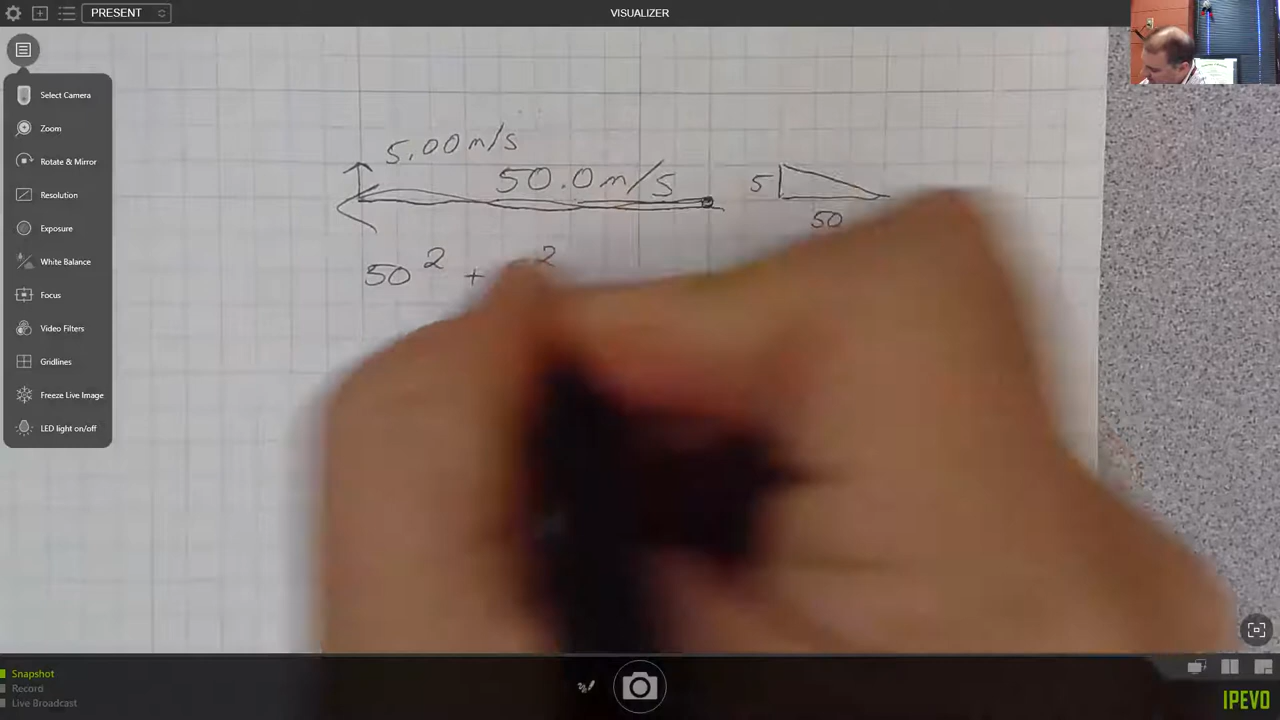 PRESENT
VISUALIZER
Select Camera
Zoom
Rotate & Mirror
Resolution
Exposure
White Balance
Focus
Video Filters
Gridlines
Freeze Live Image
LED light on/off
5.00 m/s
50.0 m/s
5
50
50² + ²
Snapshot
Record
Live Broadcast
IPEVO